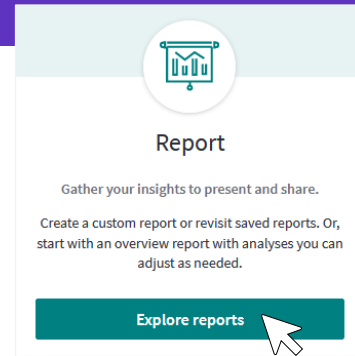 Report
Gather your insights to present and share.
Create a custom report or revisit saved reports. Or,
start with an overview report with analyses you can
adjust as needed.
Explore reports